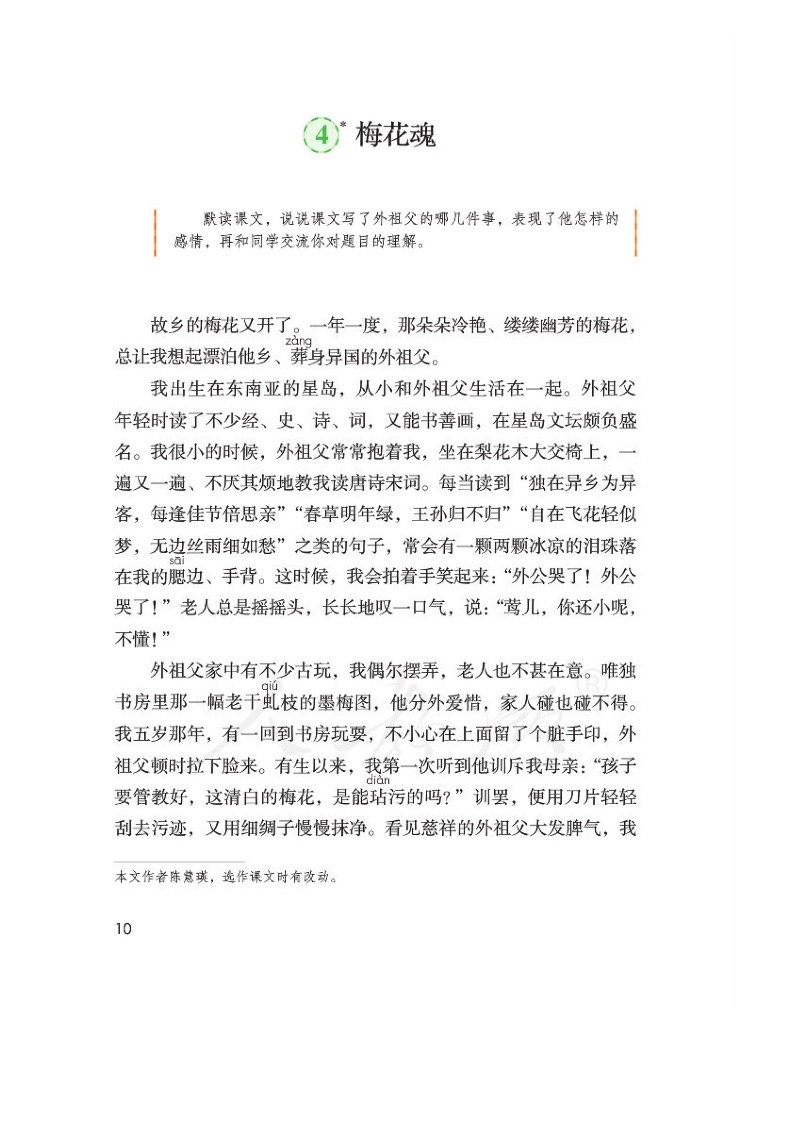 4* 梅花魂
默读课文，说说课文写了外祖父的哪几件事，表现了他怎样的
感情，再和同学交流你对题目的理解。
故乡的梅花又开了。一年一度，那朵朵冷艳、缕缕幽芳的梅花，
zàng
总让我想起漂泊他乡、葬身异国的外祖父。
我出生在东南亚的星岛，从小和外祖父生活在一起。外祖父
年轻时读了不少经、史、诗、词，又能书善画，在星岛文坛颇负盛
名。我很小的时候，外祖父常常抱着我，坐在梨花木大交椅上，一
遍又一遍、不厌其烦地教我读唐诗宋词。每当读到“独在异乡为异
客，每逢佳节倍思亲”“春草明年绿，王孙归不归”“自在飞花轻似
梦，无边丝雨细如愁”之类的句子，常会有一颗两颗冰凉的泪珠落
sāi
在我的腮边、手背。这时候，我会拍着手笑起来：“外公哭了！外公
哭了！”老人总是摇摇头，长长地叹一口气，说：“莺儿，你还小呢，
不懂！”
外祖父家中有不少古玩，我偶尔摆弄，老人也不甚在意。唯独
qiú
书房里那一幅老干虬枝的墨梅图，他分外爱惜，家人碰也碰不得。
我五岁那年，有一回到书房玩耍，不小心在上面留了个脏手印，外
祖父顿时拉下脸来。有生以来，我第一次听到他训斥我母亲：“孩子
diàn
要管教好，这清白的梅花，是能玷污的吗？”训罢，便用刀片轻轻
刮去污迹，又用细绸子慢慢抹净。看见慈祥的外祖父大发脾气，我
本文作者陈慧瑛，选作课文时有改动。
10
人教网®